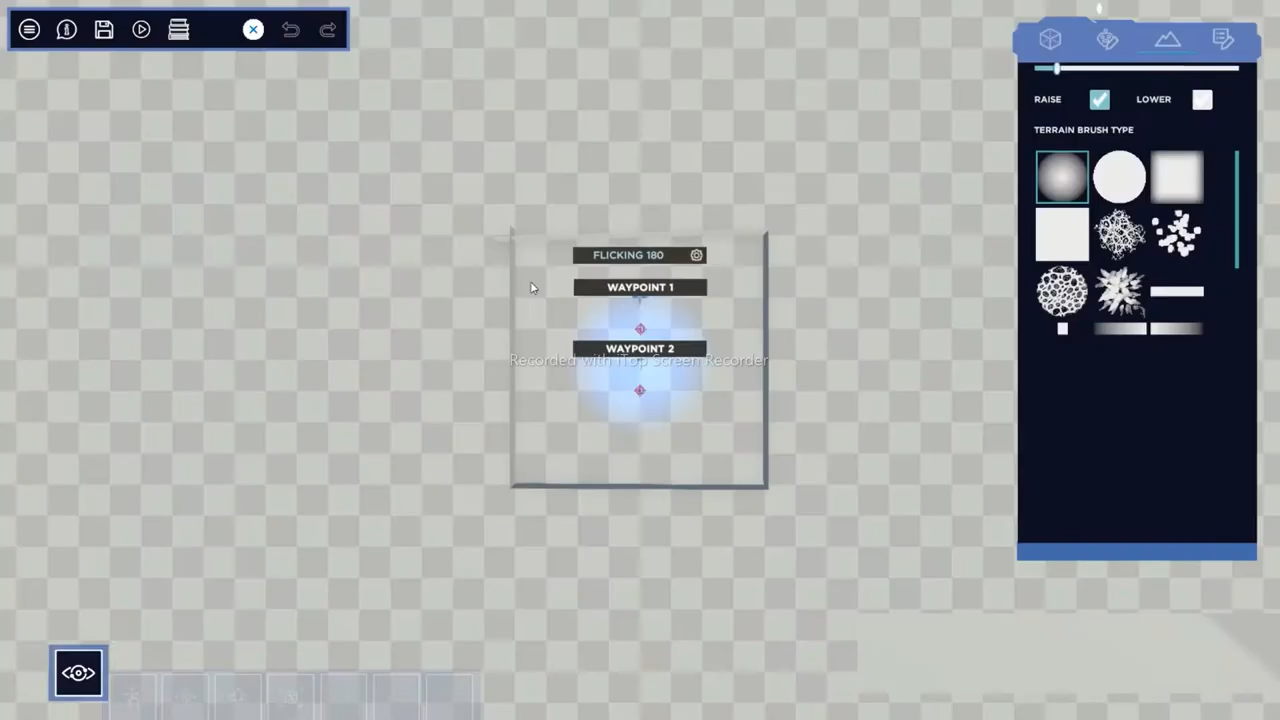 RAISE
LOWER
TERRAIN BRUSH TYPE
FLICKING 180
WAYPOINT 1
WAYPOINT 2
Recorded with iTop Screen Recorder